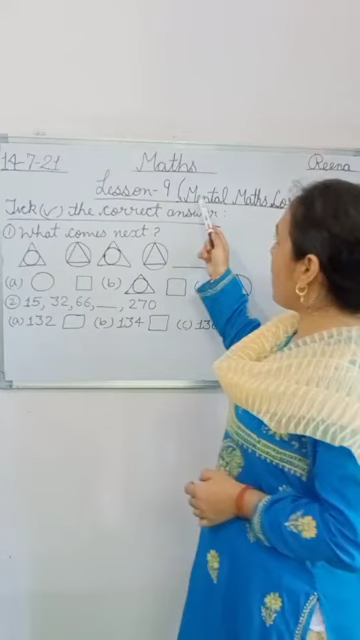 14-7-21 Maths Reena
Lesson-9 (Mental Maths
Tick (✓) the correct answer :
① What comes next ?
(a) (b)
② 15, 32, 66, __, 270
(a) 132 (b) 134 (c)